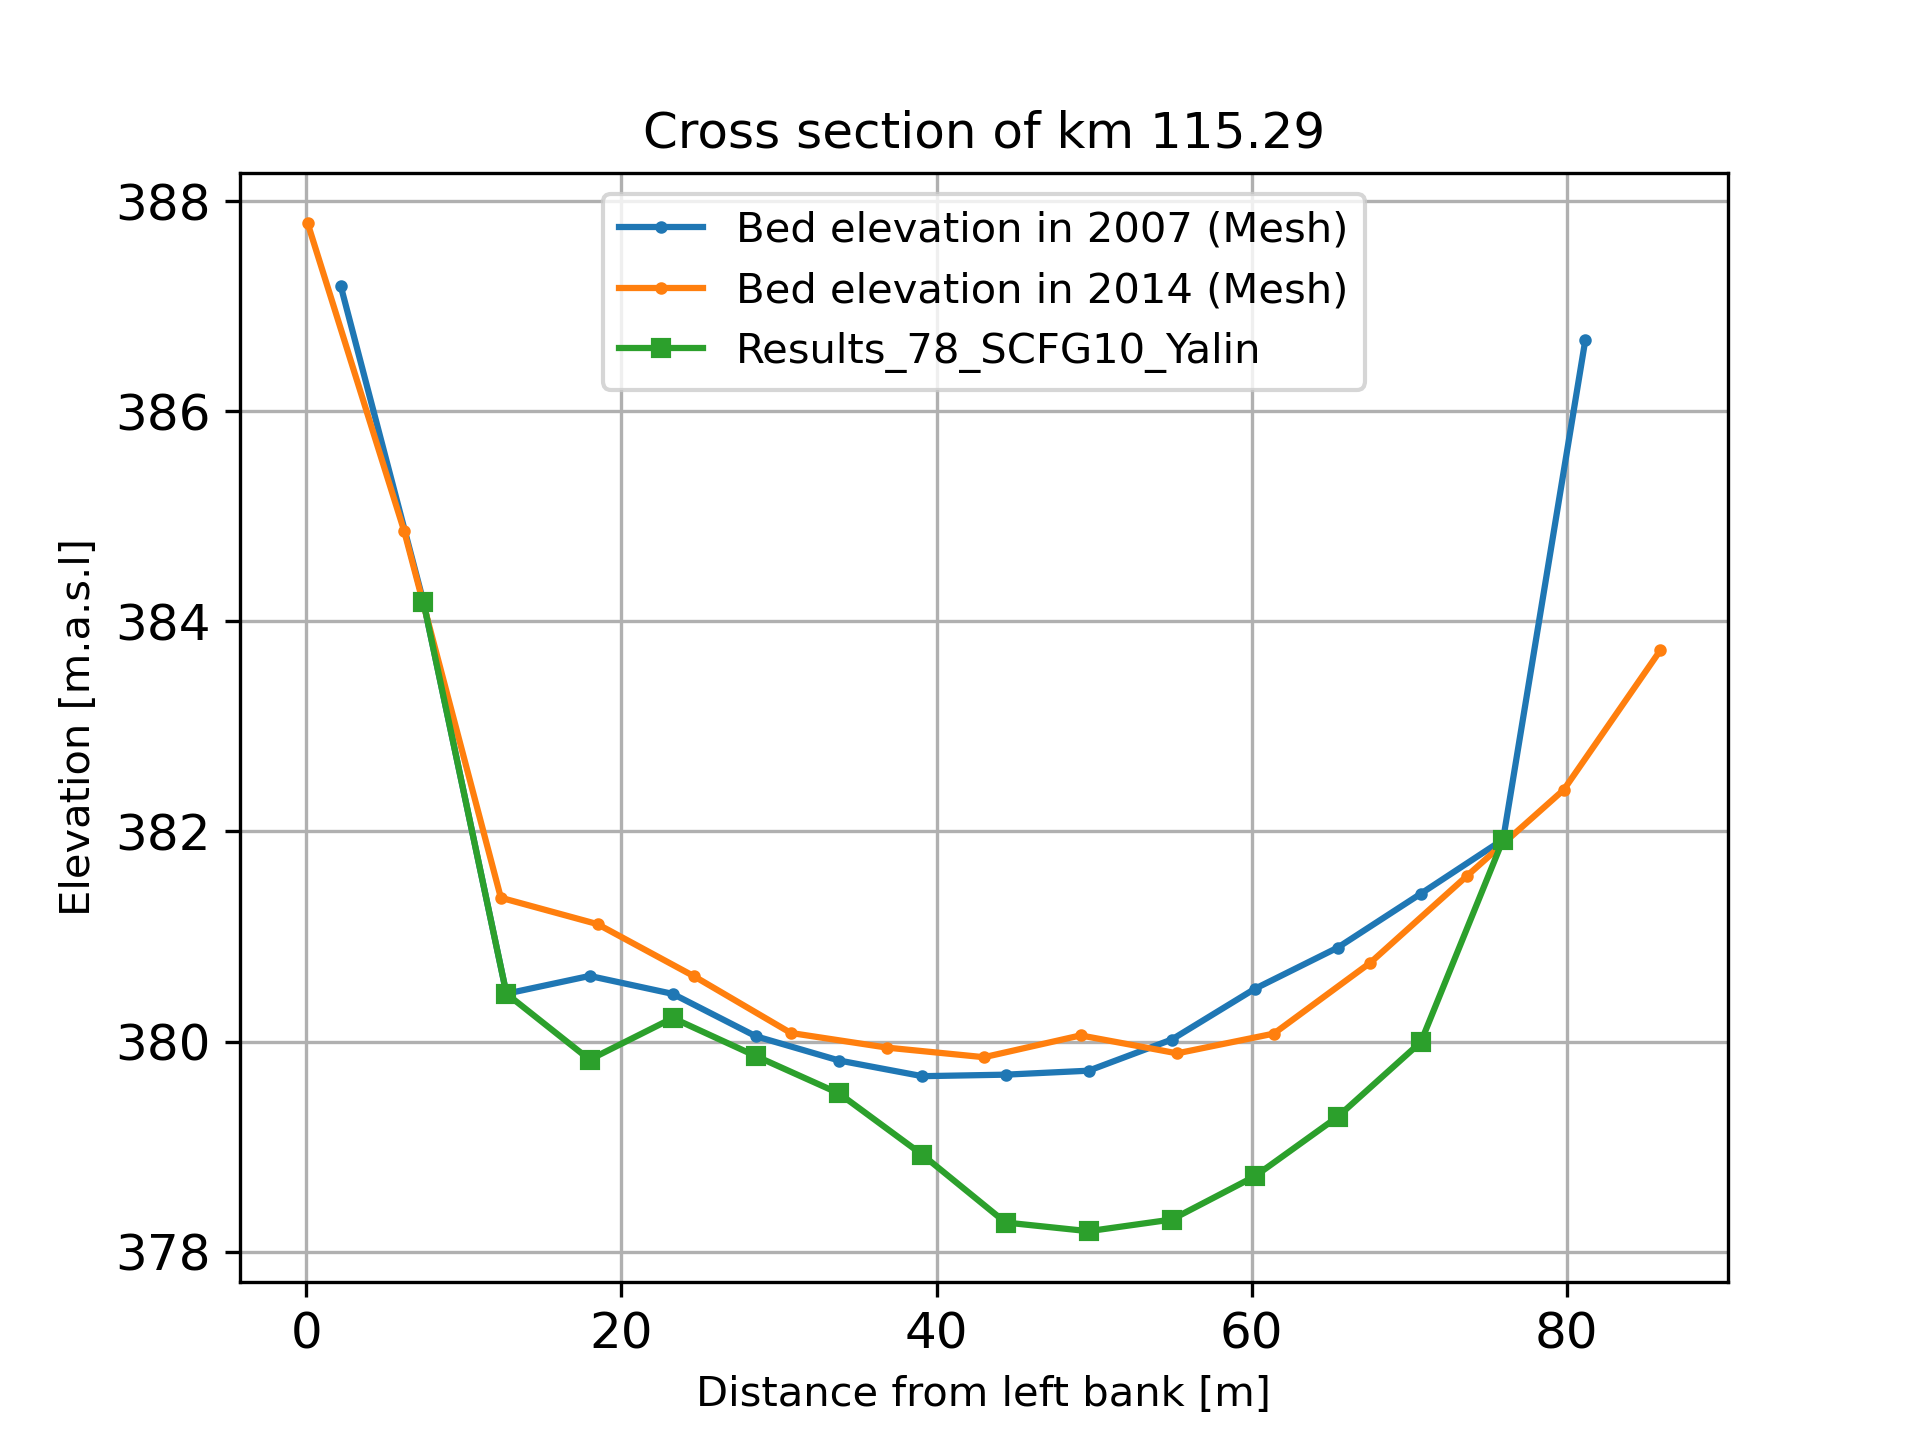 Cross section of km 115.29
Bed elevation in 2007 (Mesh)
Bed elevation in 2014 (Mesh)
Results_78_SCFG10_Yalin
Elevation [m.a.s.l]
388
386
384
382
380
378
0 20 40 60 80
Distance from left bank [m]